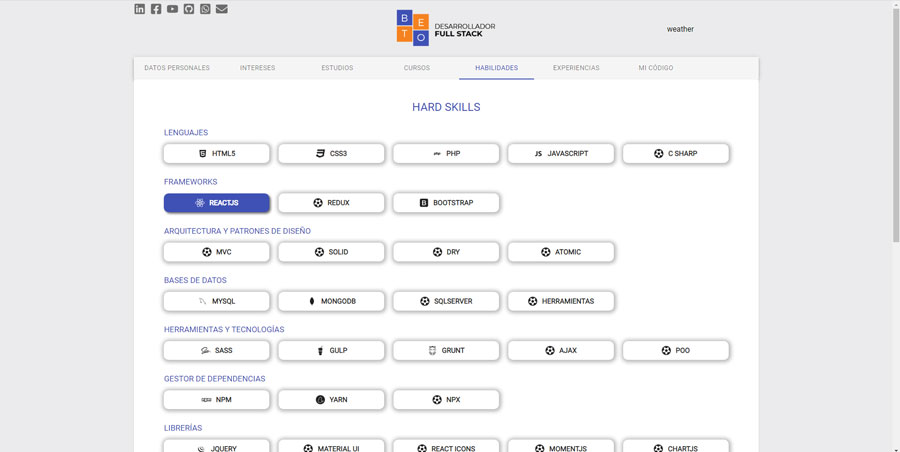 BETO
DESARROLLADOR
FULL STACK
weather
DATOS PERSONALES INTERESES ESTUDIOS CURSOS HABILIDADES EXPERIENCIAS MI CÓDIGO
HARD SKILLS
LENGUAJES
HTML5 CSS3 PHP JS JAVASCRIPT C SHARP
FRAMEWORKS
REACTJS REDUX B BOOTSTRAP
ARQUITECTURA Y PATRONES DE DISEÑO
MVC SOLID DRY ATOMIC
BASES DE DATOS
MYSQL MONGODB SQLSERVER HERRAMIENTAS
HERRAMIENTAS Y TECNOLOGÍAS
SASS GULP GRUNT AJAX POO
GESTOR DE DEPENDENCIAS
NPM YARN NPX
LIBRERÍAS
JQUERY MATERIAL UI REACT ICONS MOMENTJS CHARTJS